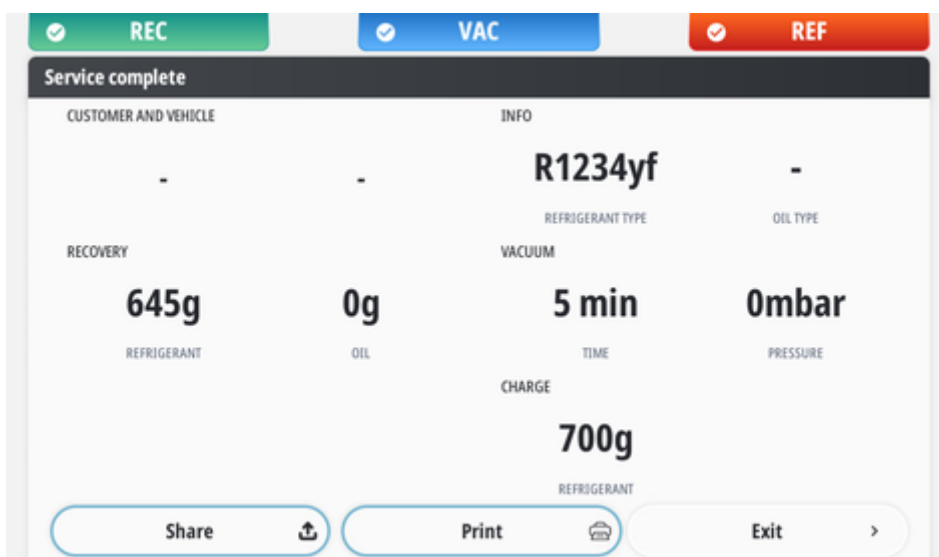 REC VAC REF
Service complete
CUSTOMER AND VEHICLE INFO
- - R1234yf -
REFRIGERANT TYPE OIL TYPE
RECOVERY VACUUM
645g 0g 5 min 0mbar
REFRIGERANT OIL TIME PRESSURE
CHARGE
700g
REFRIGERANT
Share Print Exit